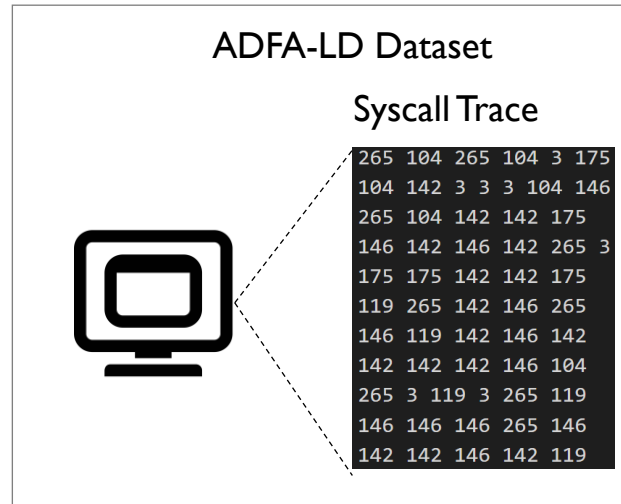 ADFA-LD Dataset
Syscall Trace
265 104 265 104 3 175
104 142 3 3 3 104 146
265 104 142 142 175
146 142 146 142 265 3
175 175 142 142 175
119 265 142 146 265
146 119 142 146 142
142 142 142 146 104
265 3 119 3 265 119
146 146 146 265 146
142 142 146 142 119